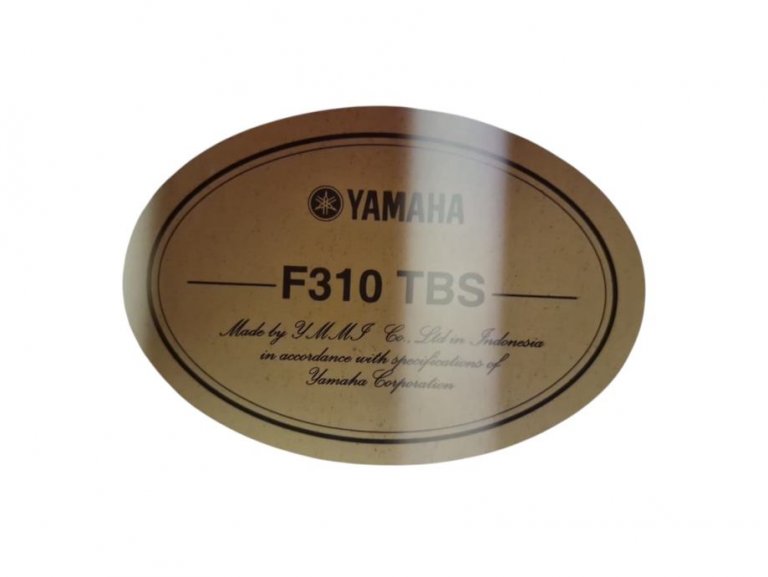 YAMAHA
F310 TBS
Made by YMMI Co., Ltd in Indonesia
in accordance with specifications of
Yamaha Corporation